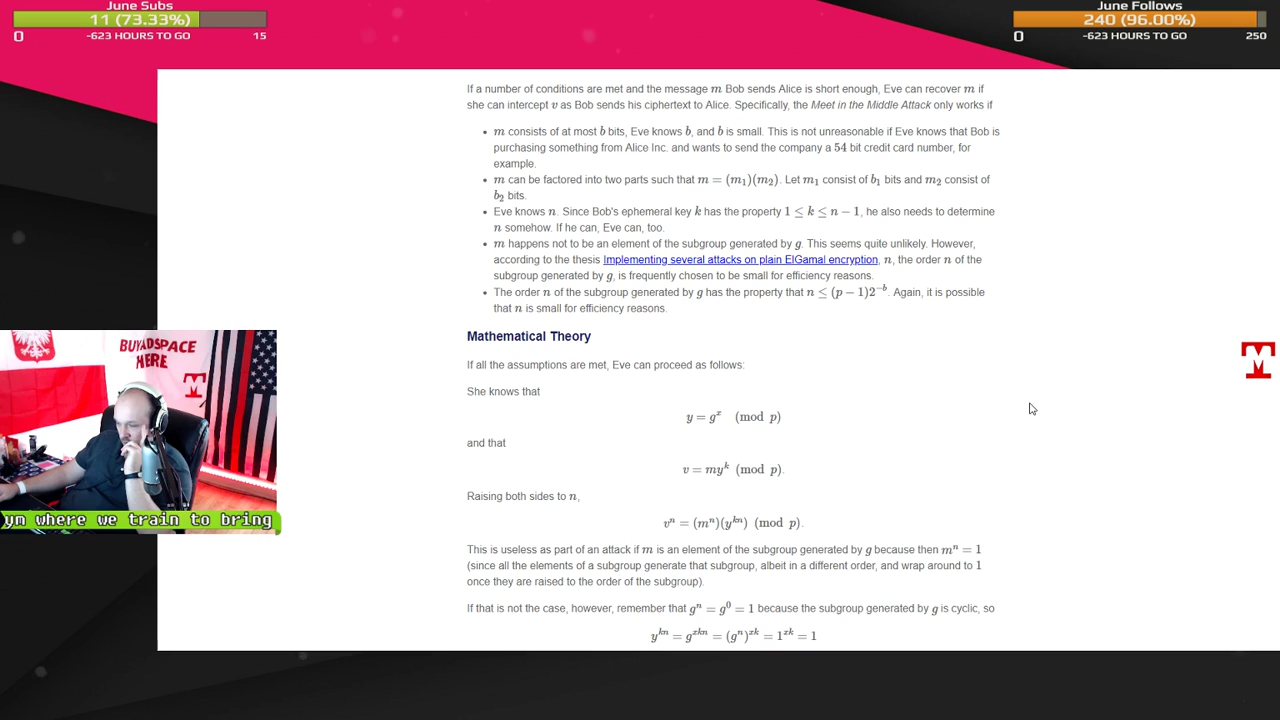 June Subs
11 (73.33%)
0 -623 HOURS TO GO 15
June Follows
240 (96.00%)
0 -623 HOURS TO GO 250
If a number of conditions are met and the message m Bob sends Alice is short enough, Eve can recover m if
she can intercept v as Bob sends his ciphertext to Alice. Specifically, the Meet in the Middle Attack only works if
• m consists of at most b bits, Eve knows b, and b is small. This is not unreasonable if Eve knows that Bob is
purchasing something from Alice Inc. and wants to send the company a 54 bit credit card number, for
example.
• m can be factored into two parts such that m = (m₁)(m₂). Let m₁ consist of b₁ bits and m₂ consist of
b₂ bits.
• Eve knows n. Since Bob's ephemeral key k has the property 1 ≤ k ≤ n − 1, he also needs to determine
n somehow. If he can, Eve can, too.
• m happens not to be an element of the subgroup generated by g. This seems quite unlikely. However,
according to the thesis Implementing several attacks on plain ElGamal encryption, n, the order n of the
subgroup generated by g, is frequently chosen to be small for efficiency reasons.
• The order n of the subgroup generated by g has the property that n ≤ (p − 1)2⁻ᵇ. Again, it is possible
that n is small for efficiency reasons.
Mathematical Theory
If all the assumptions are met, Eve can proceed as follows:
She knows that
y = gˣ (mod p)
and that
v = myᵏ (mod p).
Raising both sides to n,
vⁿ = (mⁿ)(yᵏⁿ) (mod p).
This is useless as part of an attack if m is an element of the subgroup generated by g because then mⁿ = 1
(since all the elements of a subgroup generate that subgroup, albeit in a different order, and wrap around to 1
once they are raised to the order of the subgroup).
If that is not the case, however, remember that gⁿ = g⁰ = 1 because the subgroup generated by g is cyclic, so
yᵏⁿ = gˣᵏⁿ = (gⁿ)ˣᵏ = 1ˣᵏ = 1
BUY ADSPACE
HERE
ym where we train to bring